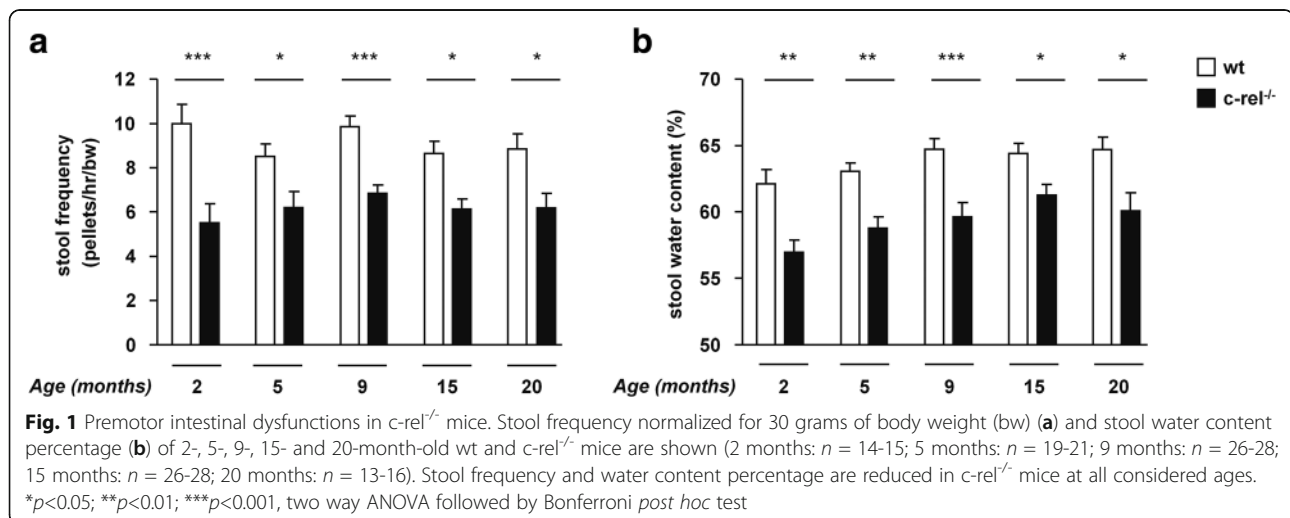 a
*** * *** * *
12
10
8
6
4
2
0
stool frequency
(pellets/hr/bw)
Age (months) 2 5 9 15 20
b
** ** *** * *
70
65
60
55
50
stool water content (%)
Age (months) 2 5 9 15 20
wt
c-rel-/-
Fig. 1 Premotor intestinal dysfunctions in c-rel-/- mice. Stool frequency normalized for 30 grams of body weight (bw) (a) and stool water content
percentage (b) of 2-, 5-, 9-, 15- and 20-month-old wt and c-rel-/- mice are shown (2 months: n = 14-15; 5 months: n = 19-21; 9 months: n = 26-28;
15 months: n = 26-28; 20 months: n = 13-16). Stool frequency and water content percentage are reduced in c-rel-/- mice at all considered ages.
*p<0.05; **p<0.01; ***p<0.001, two way ANOVA followed by Bonferroni post hoc test